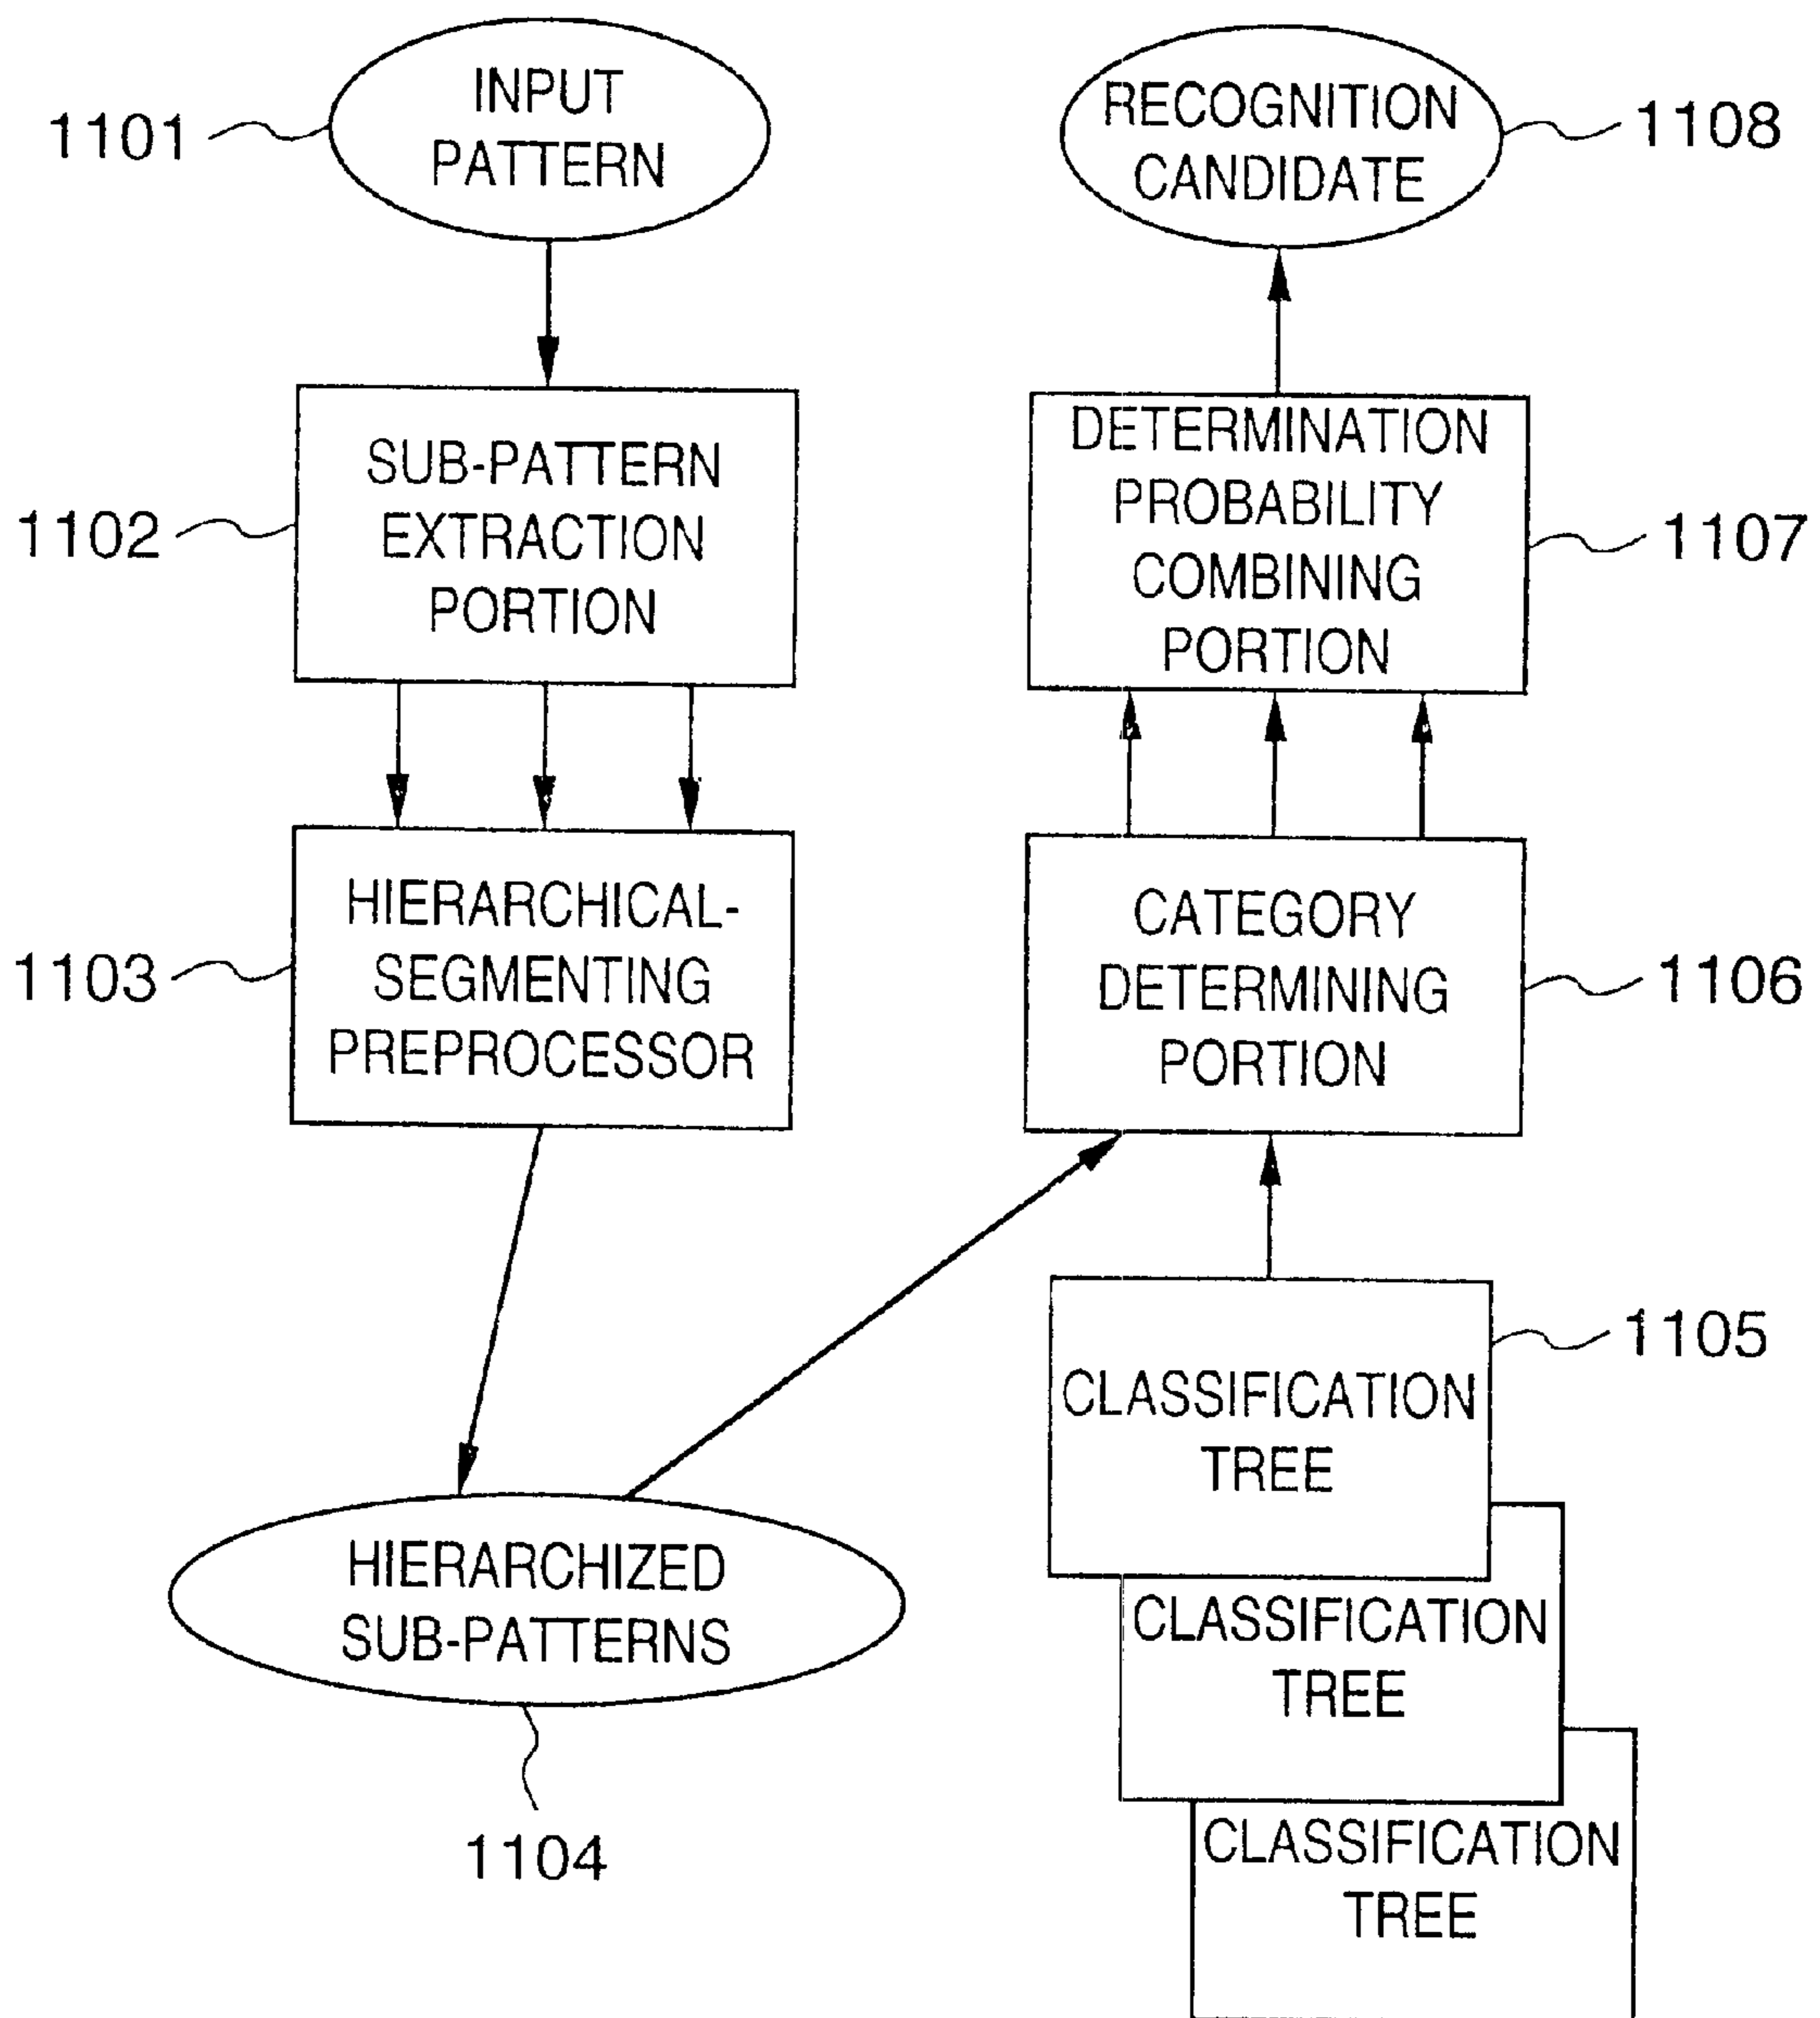 1101
INPUT
PATTERN
1102
SUB-PATTERN
EXTRACTION
PORTION
1103
HIERARCHICAL-
SEGMENTING
PREPROCESSOR
HIERARCHIZED
SUB-PATTERNS
1104
RECOGNITION
CANDIDATE
1108
DETERMINATION
PROBABILITY
COMBINING
PORTION
1107
CATEGORY
DETERMINING
PORTION
1106
CLASSIFICATION
TREE
1105
CLASSIFICATION
TREE
CLASSIFICATION
TREE